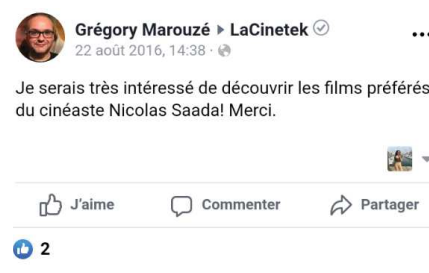 Grégory Marouzé ▸ LaCinetek
22 août 2016, 14:38 ·
Je serais très intéressé de découvrir les films préférés
du cinéaste Nicolas Saada! Merci.
J'aime Commenter Partager
2